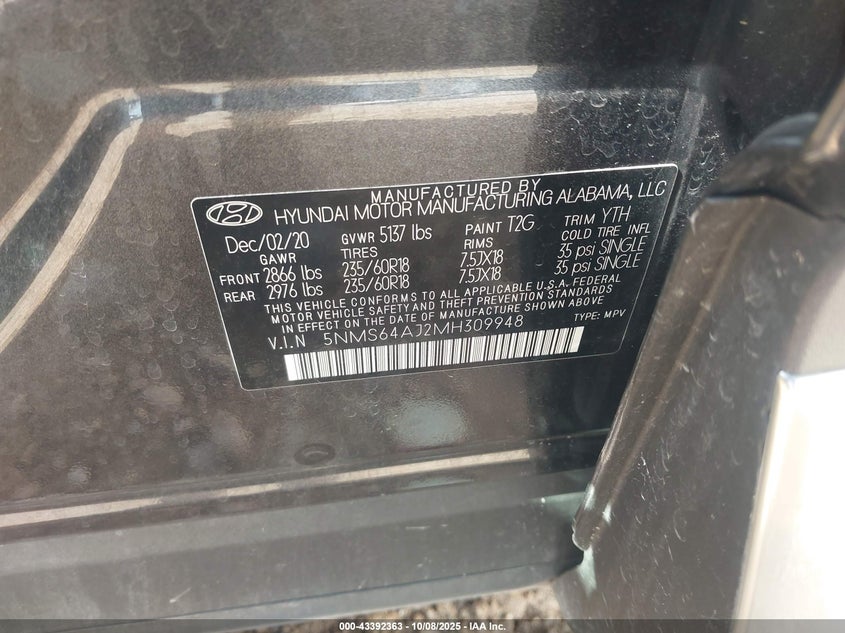 MANUFACTURED BY
HYUNDAI MOTOR MANUFACTURING ALABAMA, LLC
Dec/02/20 GVWR 5137 lbs PAINT T2G TRIM YTH
GAWR TIRES RIMS COLD TIRE INFL
FRONT 2866 lbs 235/60R18 7.5JX18 35 psi SINGLE
REAR 2976 lbs 235/60R18 7.5JX18 35 psi SINGLE
THIS VEHICLE CONFORMS TO ALL APPLICABLE U.S.A. FEDERAL
MOTOR VEHICLE SAFETY AND THEFT PREVENTION STANDARDS
IN EFFECT ON THE DATE OF MANUFACTURE SHOWN ABOVE
V.I.N 5NMS64AJ2MH309948 TYPE: MPV
000-43392363 - 10/08/2025 - IAA Inc.